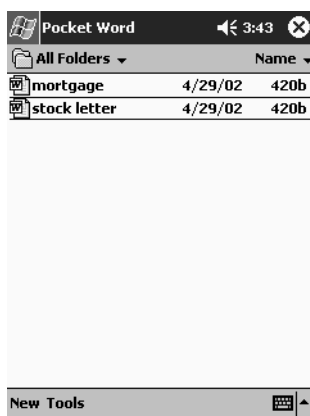 Pocket Word 3:43
All Folders Name
mortgage 4/29/02 420b
stock letter 4/29/02 420b
New Tools